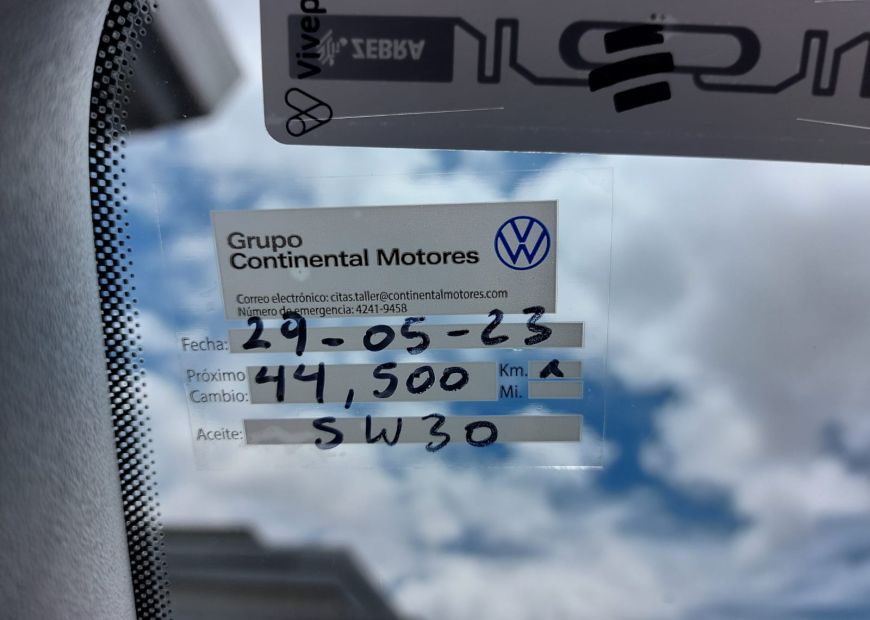 Vivep
ZEBRA
Grupo
Continental Motores
Correo electrónico: citas.taller@continentalmotores.com
Número de emergencia: 4241-9458
Fecha: 29-05-23
Próximo Cambio: 44,500 Km.
Mi.
Aceite: 5W30